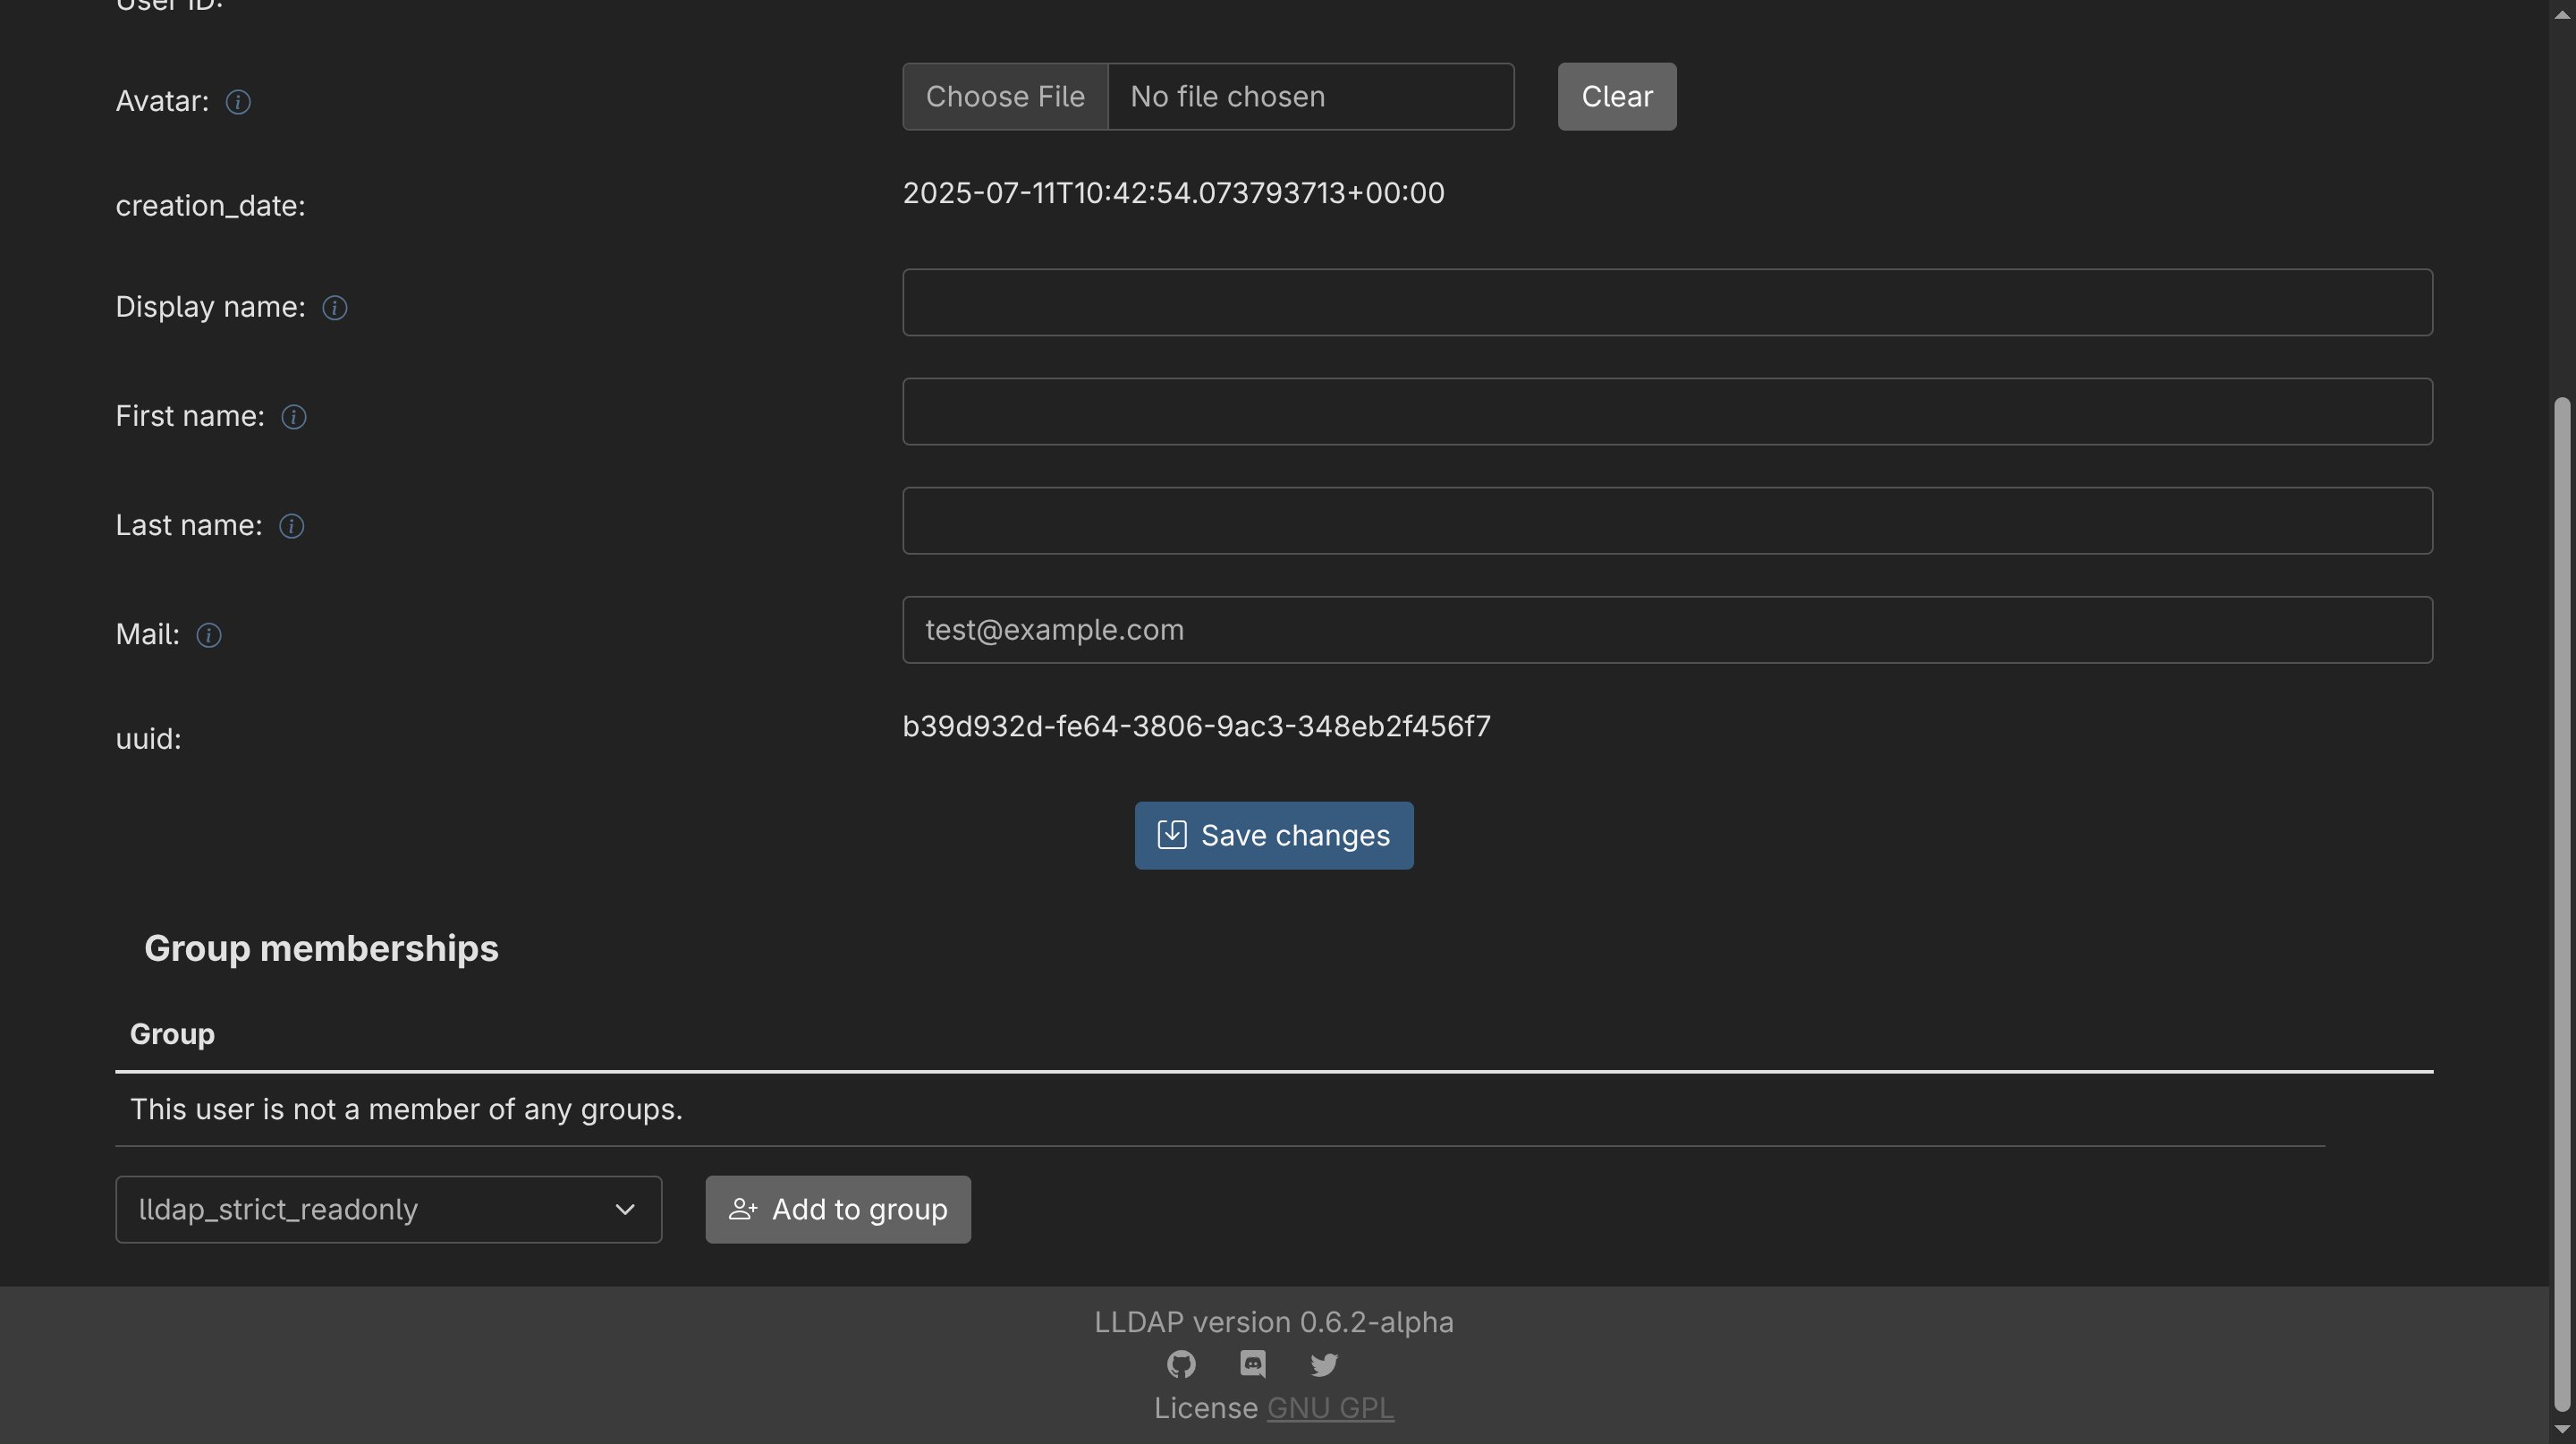 User ID:
Avatar:
Choose File No file chosen
Clear
creation_date:
2025-07-11T10:42:54.073793713+00:00
Display name:
First name:
Last name:
Mail:
test@example.com
uuid:
b39d932d-fe64-3806-9ac3-348eb2f456f7
Save changes
Group memberships
Group
This user is not a member of any groups.
lldap_strict_readonly
Add to group
LLDAP version 0.6.2-alpha
License GNU GPL